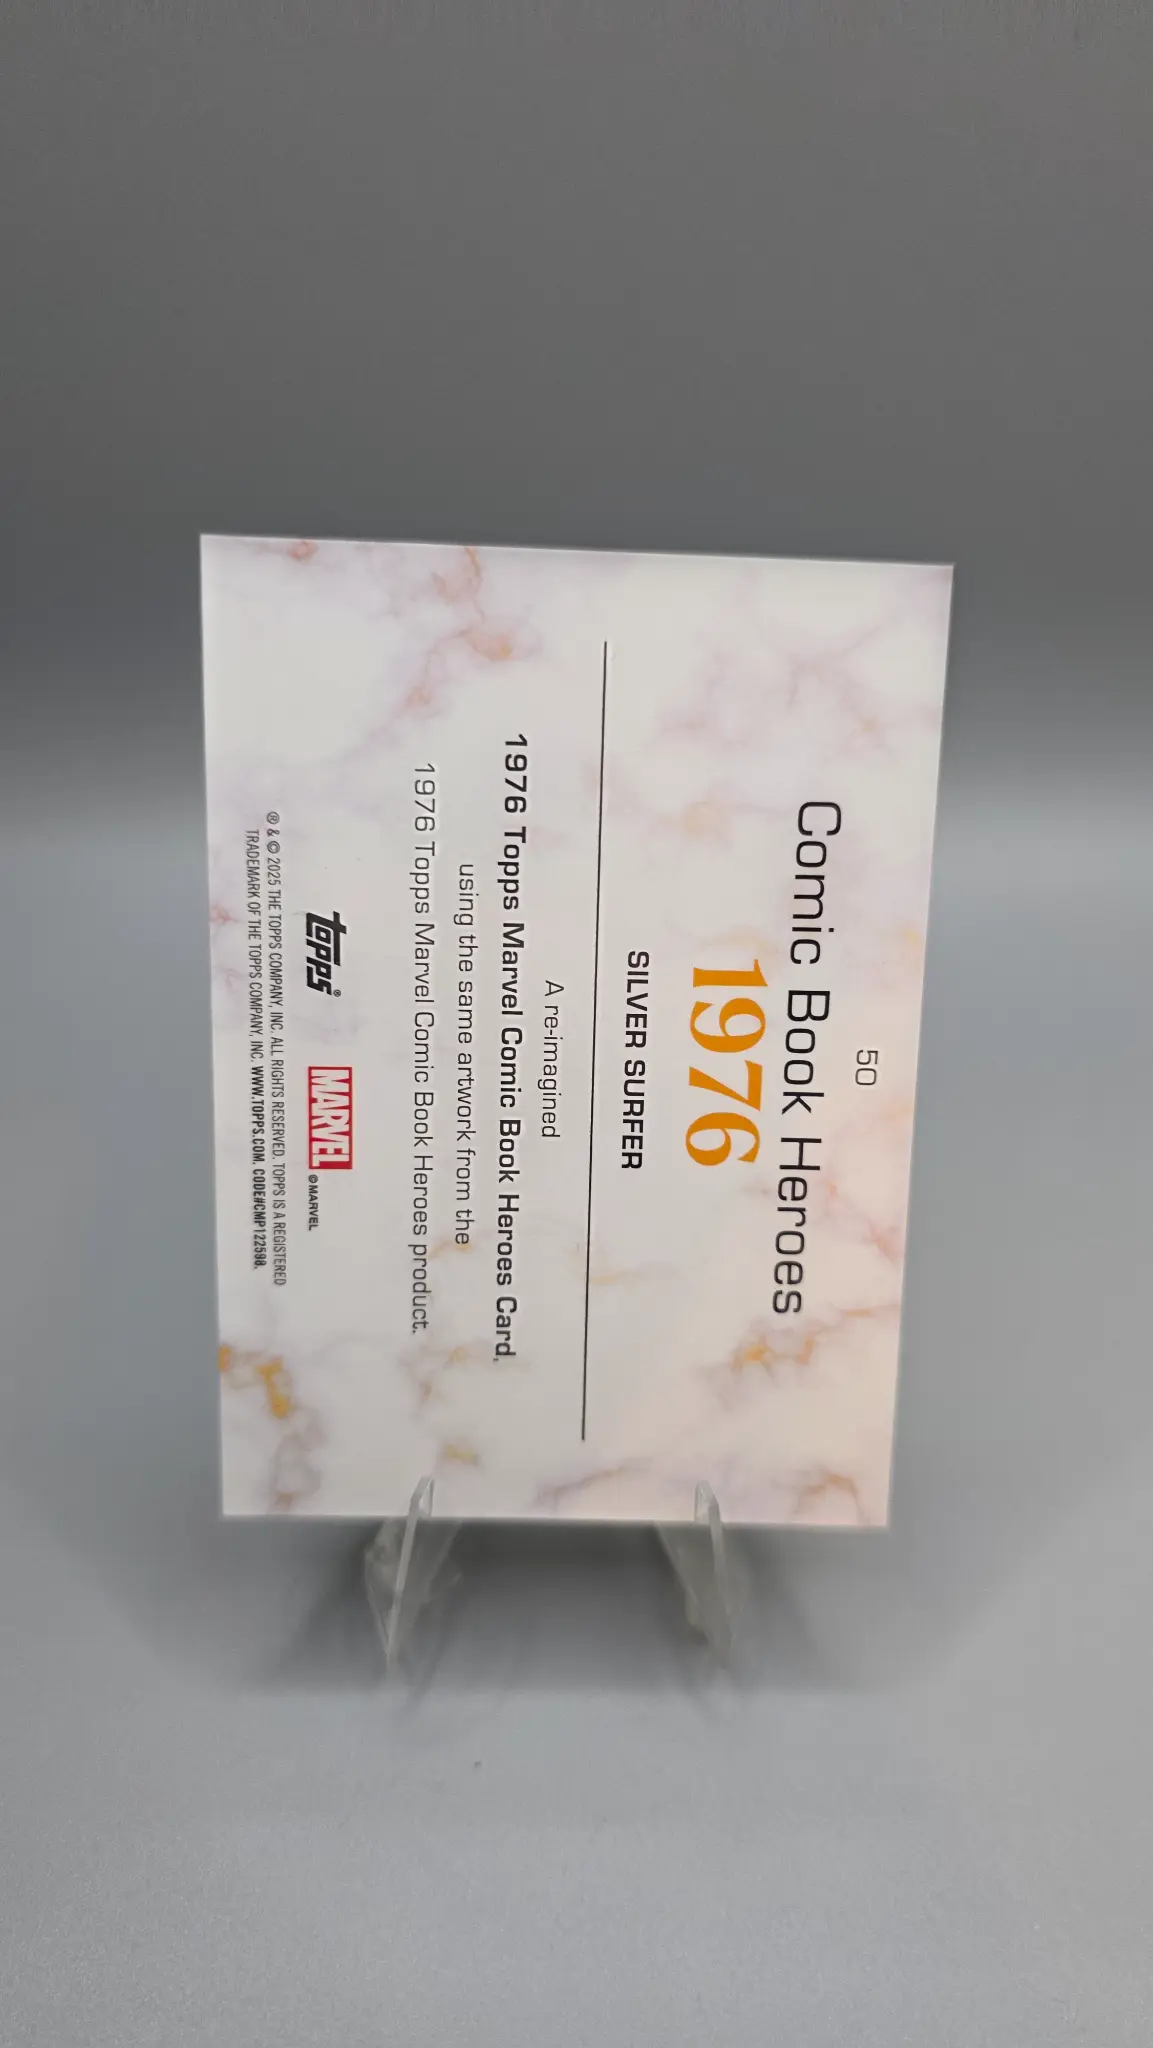 50
Comic Book Heroes
1976
SILVER SURFER
A re-imagined
1976 Topps Marvel Comic Book Heroes Card,
using the same artwork from the
1976 Topps Marvel Comic Book Heroes product.
topps® MARVEL © MARVEL
® & © 2025 THE TOPPS COMPANY, INC. ALL RIGHTS RESERVED. TOPPS IS A REGISTERED
TRADEMARK OF THE TOPPS COMPANY, INC. WWW.TOPPS.COM. CODE#CMP122598.